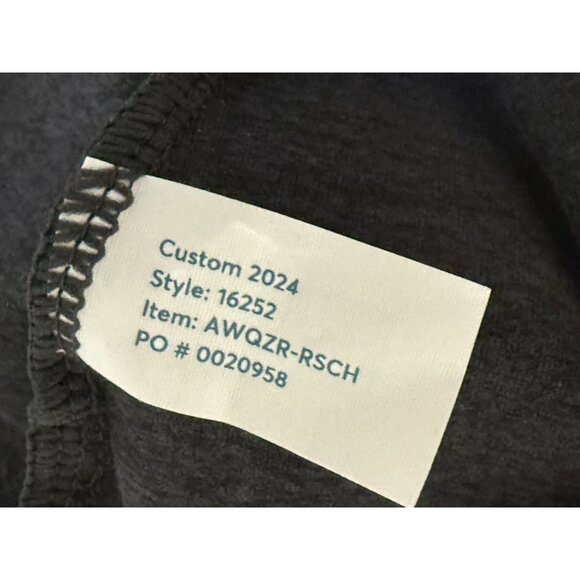 Custom 2024
Style: 16252
Item: AWQZR-RSCH
PO # 0020958